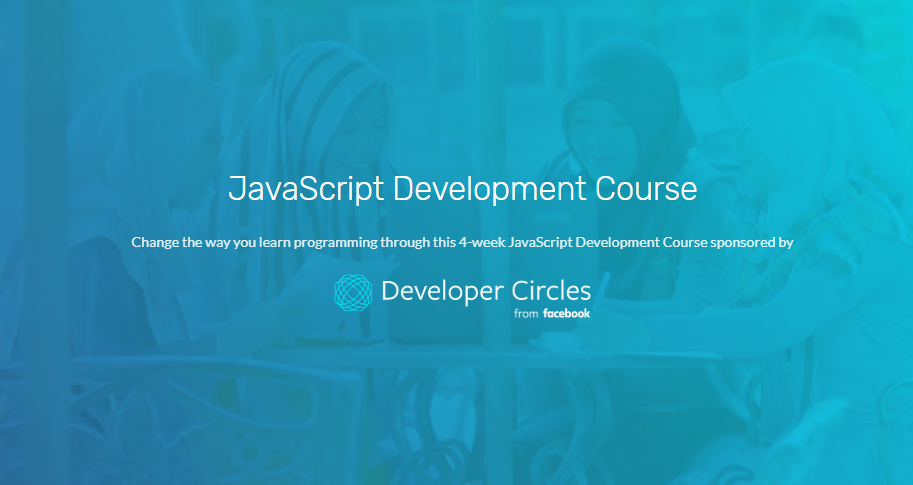 JavaScript Development Course
Change the way you learn programming through this 4-week JavaScript Development Course sponsored by
Developer Circles
from facebook